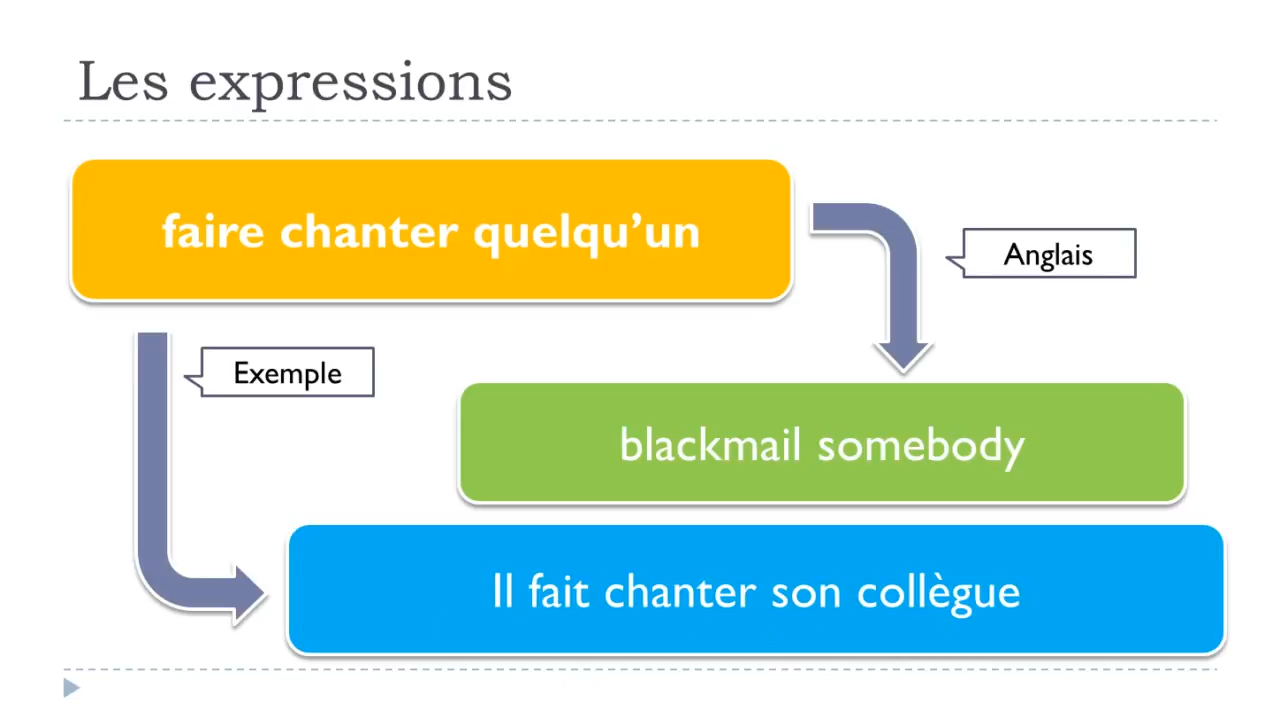 Les expressions
faire chanter quelqu’un
Anglais
Exemple
blackmail somebody
Il fait chanter son collègue